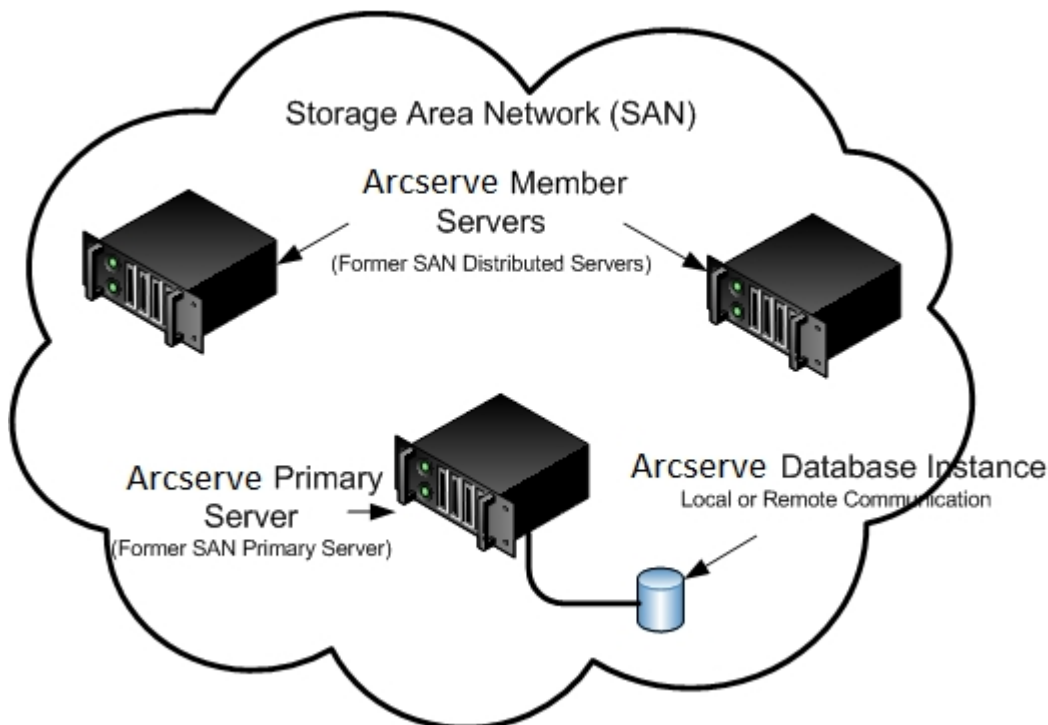 Storage Area Network (SAN)
Arcserve Member
Servers
(Former SAN Distributed Servers)
Arcserve Primary
Server
(Former SAN Primary Server)
Arcserve Database Instance
Local or Remote Communication